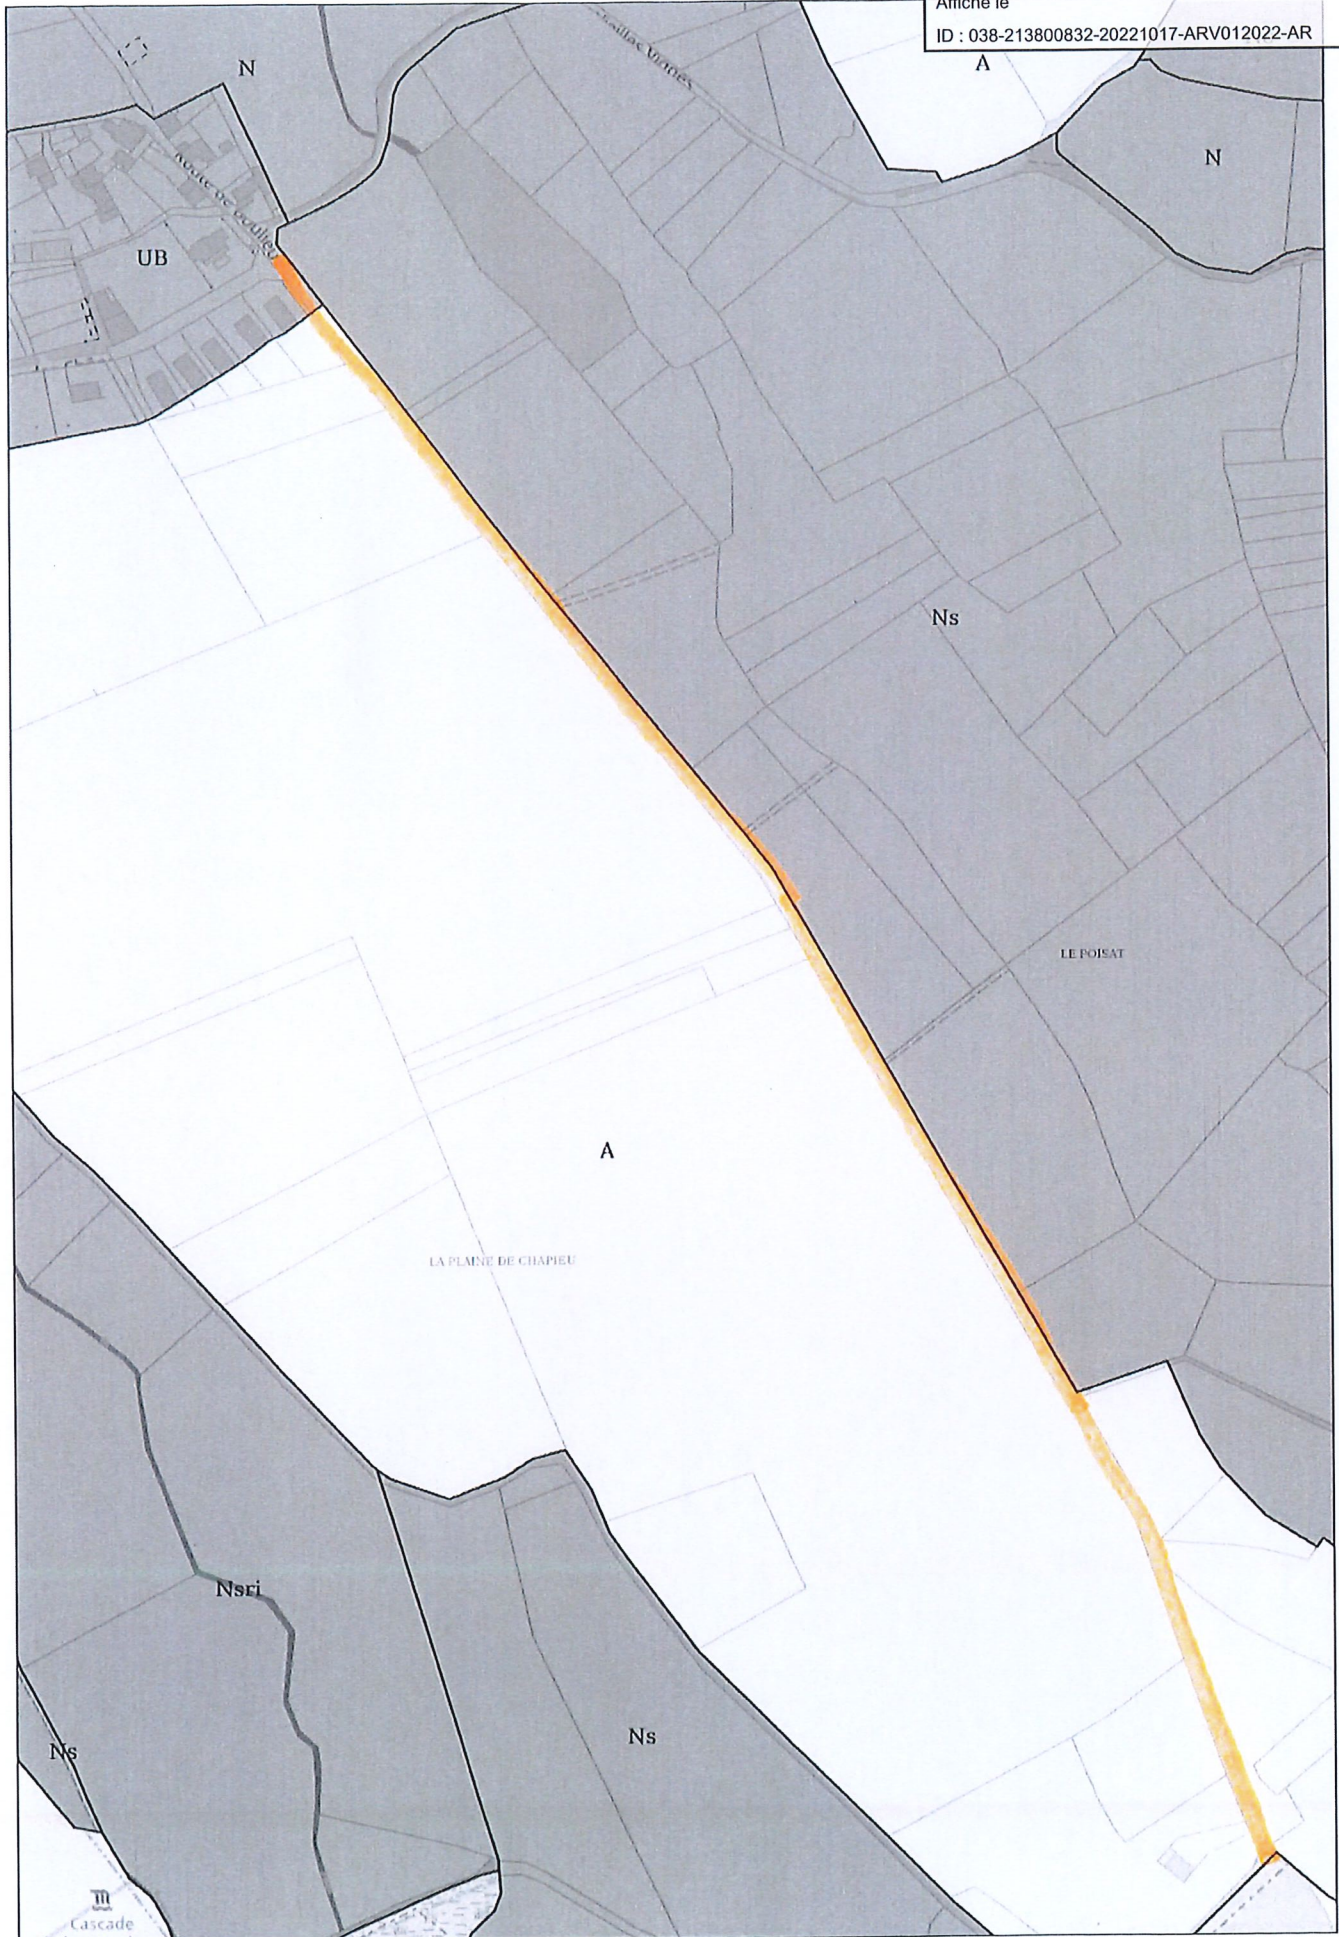 Affiché le
ID : 038-213800832-20221017-ARV012022-AR
N
A
N
UB
Ns
LE POISAT
A
LA PLAINE DE CHAPIEU
Nsri
Ns
Ns
Cascade